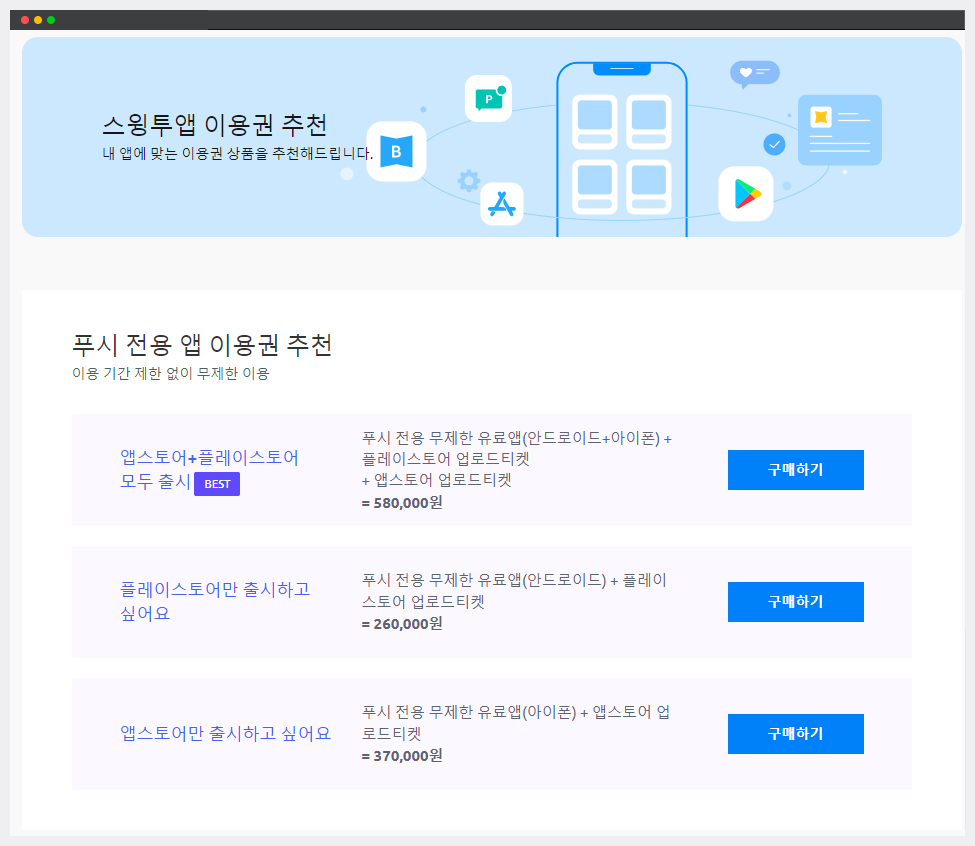 스윙투앱 이용권 추천
내 앱에 맞는 이용권 상품을 추천해드립니다.
P
B
푸시 전용 앱 이용권 추천
이용 기간 제한 없이 무제한 이용
앱스토어+플레이스토어
모두 출시 BEST
푸시 전용 무제한 유료앱(안드로이드+아이폰) +
플레이스토어 업로드티켓
+ 앱스토어 업로드티켓
= 580,000원
구매하기
플레이스토어만 출시하고
싶어요
푸시 전용 무제한 유료앱(안드로이드) + 플레이
스토어 업로드티켓
= 260,000원
구매하기
앱스토어만 출시하고 싶어요
푸시 전용 무제한 유료앱(아이폰) + 앱스토어 업
로드티켓
= 370,000원
구매하기